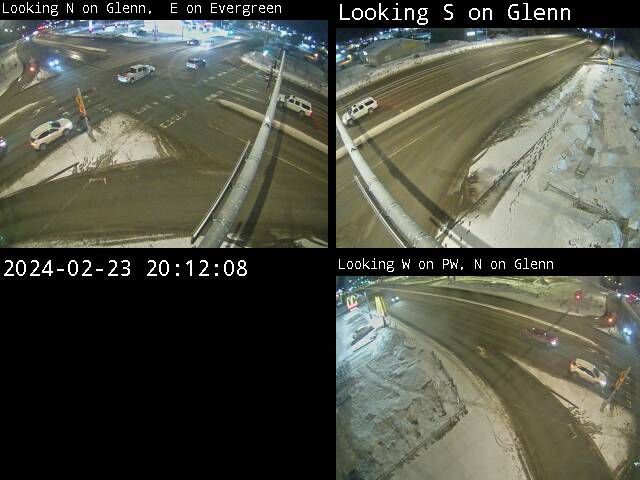 Looking N on Glenn, E on Evergreen
Looking S on Glenn
2024-02-23 20:12:08
Looking W on PW, N on Glenn